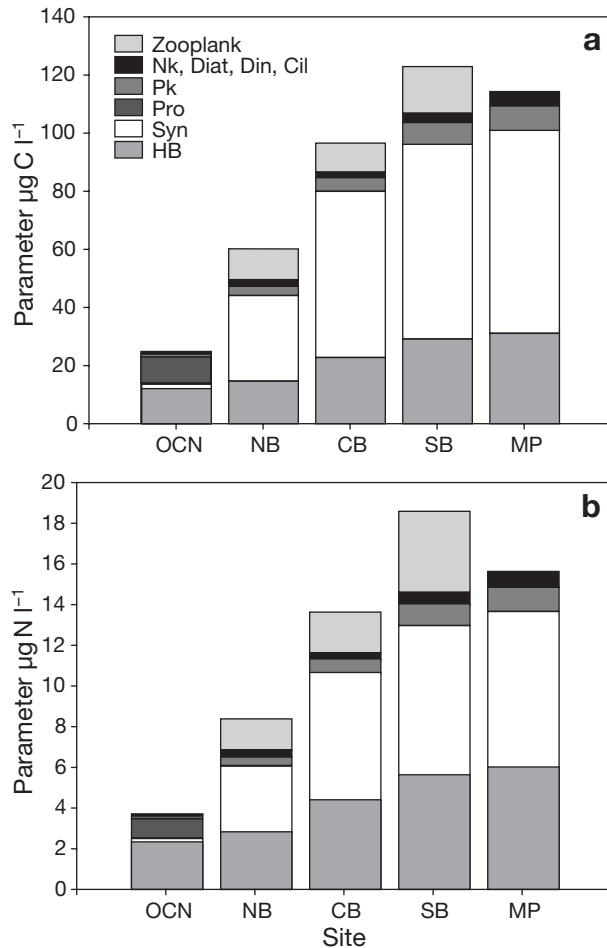 a
Zooplank
Nk, Diat, Din, Cil
Pk
Pro
Syn
HB
Parameter µg C l⁻¹
140
120
100
80
60
40
20
0
OCN NB CB SB MP
b
Parameter µg N l⁻¹
20
18
16
14
12
10
8
6
4
2
0
OCN NB CB SB MP
Site